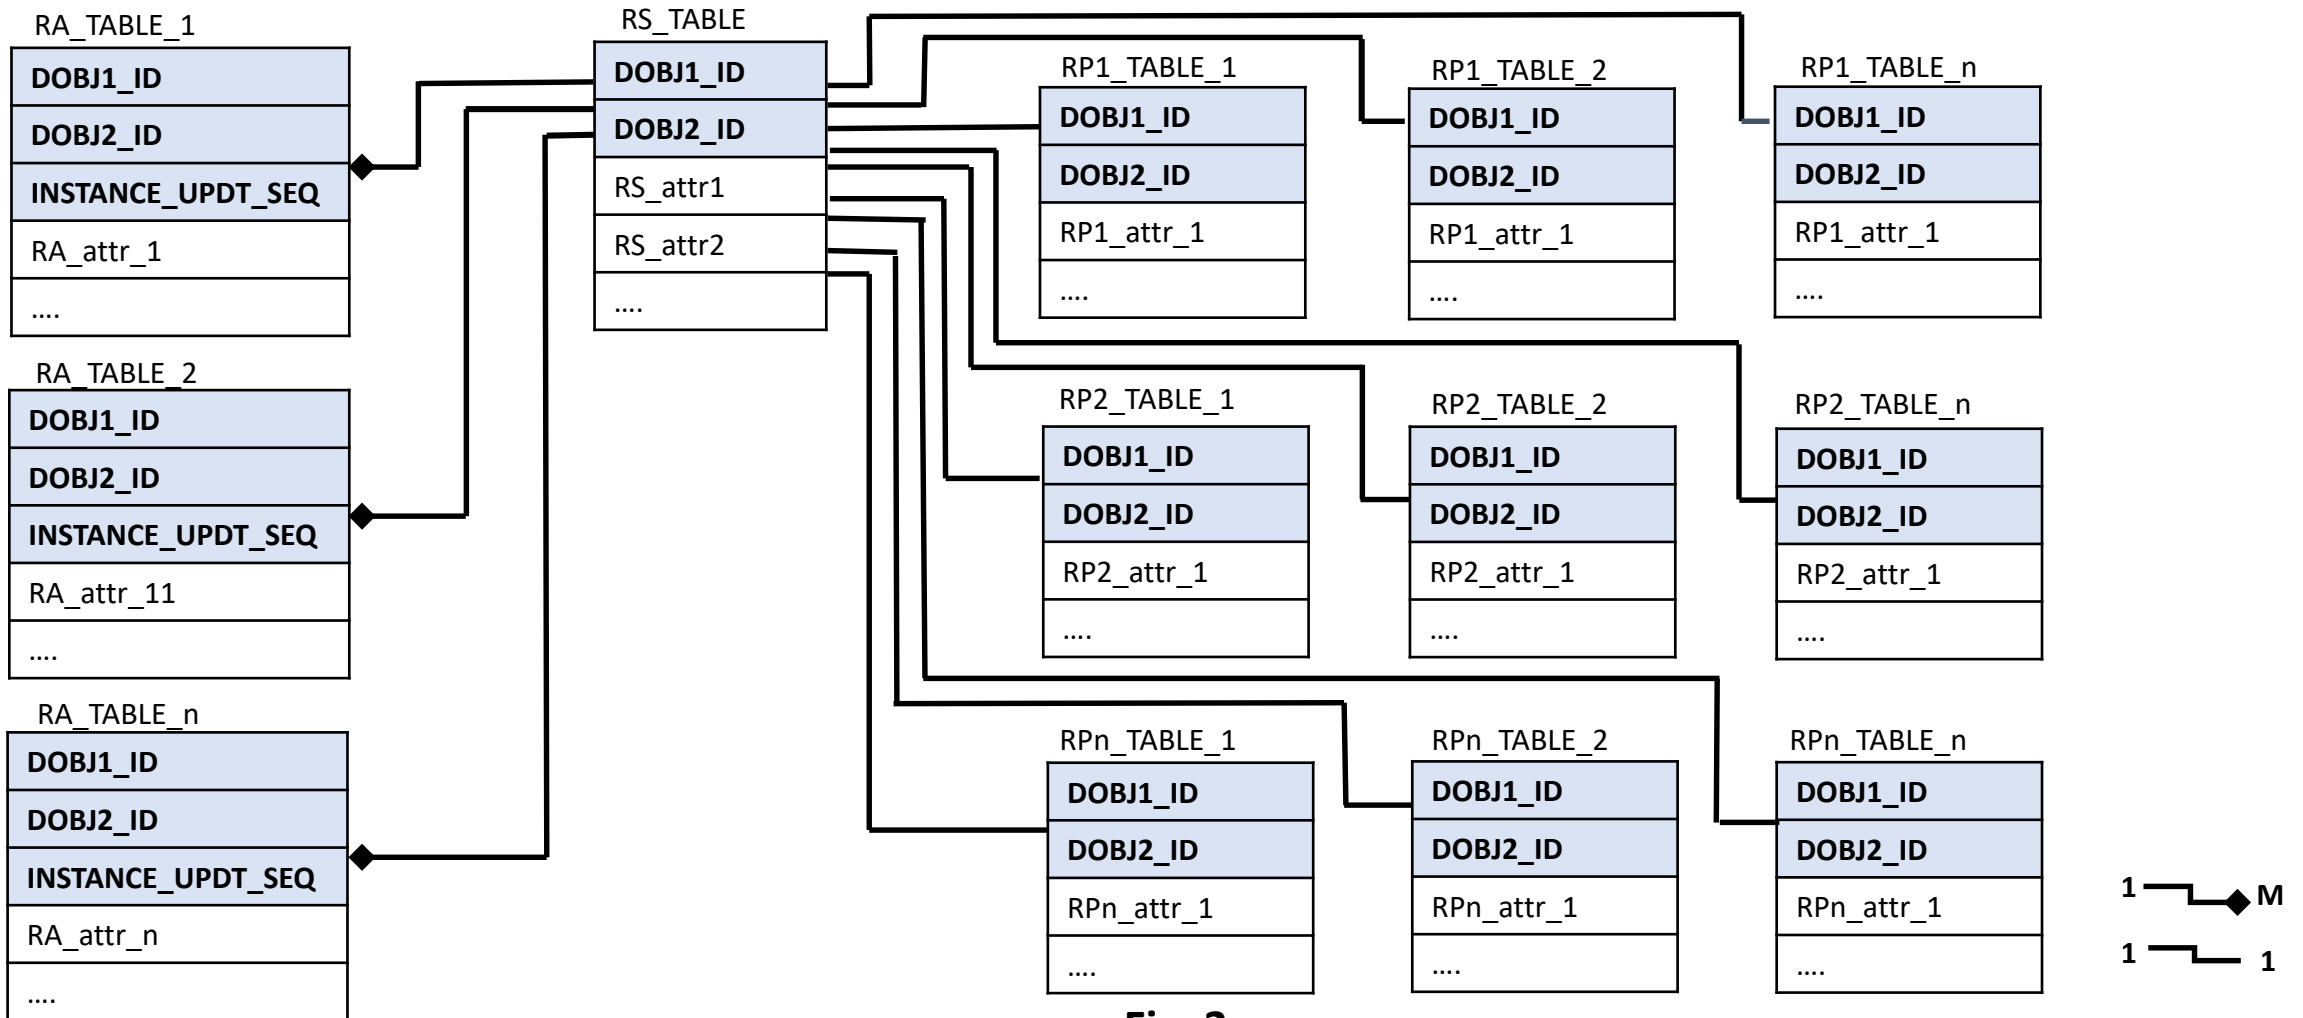 RA_TABLE_1
DOBJ1_ID
DOBJ2_ID
INSTANCE_UPDT_SEQ
RA_attr_1
....
RA_TABLE_2
DOBJ1_ID
DOBJ2_ID
INSTANCE_UPDT_SEQ
RA_attr_11
....
RA_TABLE_n
DOBJ1_ID
DOBJ2_ID
INSTANCE_UPDT_SEQ
RA_attr_n
....
RS_TABLE
DOBJ1_ID
DOBJ2_ID
RS_attr1
RS_attr2
....
RP1_TABLE_1
DOBJ1_ID
DOBJ2_ID
RP1_attr_1
....
RP1_TABLE_2
DOBJ1_ID
DOBJ2_ID
RP1_attr_1
....
RP1_TABLE_n
DOBJ1_ID
DOBJ2_ID
RP1_attr_1
....
RP2_TABLE_1
DOBJ1_ID
DOBJ2_ID
RP2_attr_1
....
RP2_TABLE_2
DOBJ1_ID
DOBJ2_ID
RP2_attr_1
....
RP2_TABLE_n
DOBJ1_ID
DOBJ2_ID
RP2_attr_1
....
RPn_TABLE_1
DOBJ1_ID
DOBJ2_ID
RPn_attr_1
....
RPn_TABLE_2
DOBJ1_ID
DOBJ2_ID
RPn_attr_1
....
RPn_TABLE_n
DOBJ1_ID
DOBJ2_ID
RPn_attr_1
....
1 M
1 1